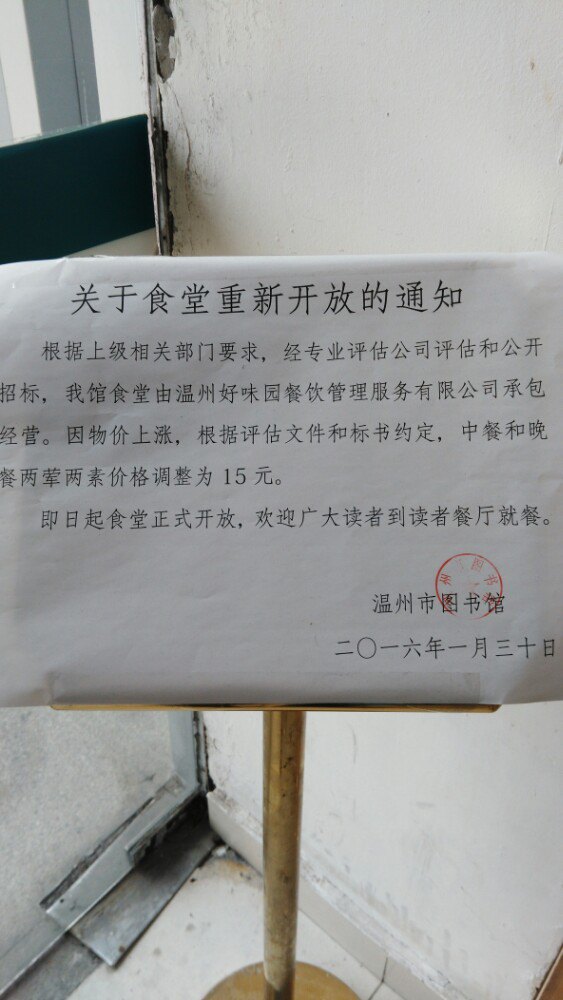 关于食堂重新开放的通知
根据上级相关部门要求，经专业评估公司评估和公开
招标，我馆食堂由温州好味园餐饮管理服务有限公司承包
经营。因物价上涨，根据评估文件和标书约定，中餐和晚
餐两荤两素价格调整为 15 元。
即日起食堂正式开放，欢迎广大读者到读者餐厅就餐。
温州市图书馆
二〇一六年一月三十日